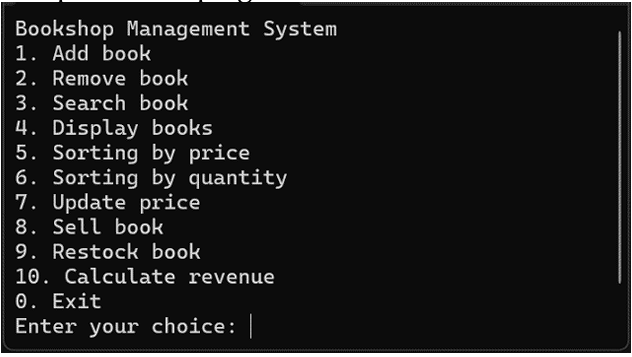 Bookshop Management System
1. Add book
2. Remove book
3. Search book
4. Display books
5. Sorting by price
6. Sorting by quantity
7. Update price
8. Sell book
9. Restock book
10. Calculate revenue
0. Exit
Enter your choice: